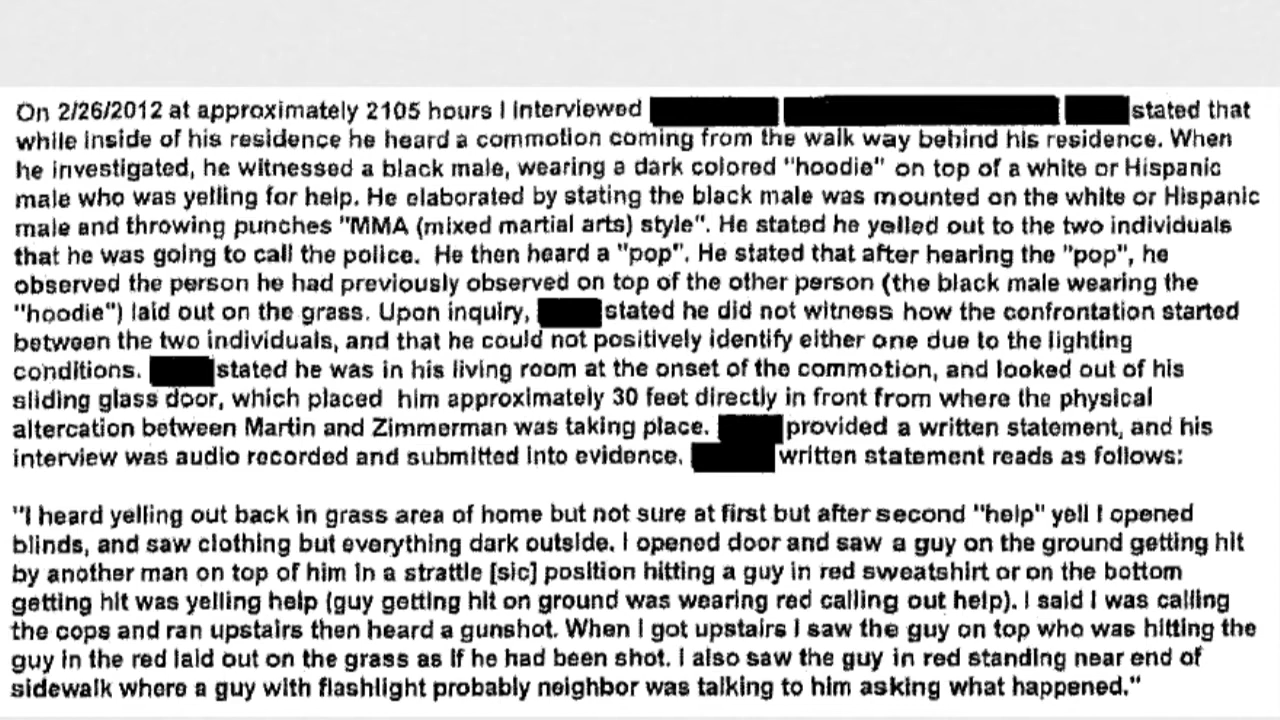 On 2/26/2012 at approximately 2105 hours I interviewed stated that
while inside of his residence he heard a commotion coming from the walk way behind his residence. When
he investigated, he witnessed a black male, wearing a dark colored "hoodie" on top of a white or Hispanic
male who was yelling for help. He elaborated by stating the black male was mounted on the white or Hispanic
male and throwing punches "MMA (mixed martial arts) style". He stated he yelled out to the two individuals
that he was going to call the police. He then heard a "pop". He stated that after hearing the "pop", he
observed the person he had previously observed on top of the other person (the black male wearing the
"hoodie") laid out on the grass. Upon inquiry, stated he did not witness how the confrontation started
between the two individuals, and that he could not positively identify either one due to the lighting
conditions. stated he was in his living room at the onset of the commotion, and looked out of his
sliding glass door, which placed him approximately 30 feet directly in front from where the physical
altercation between Martin and Zimmerman was taking place. provided a written statement, and his
interview was audio recorded and submitted into evidence. written statement reads as follows:
"I heard yelling out back in grass area of home but not sure at first but after second "help" yell I opened
blinds, and saw clothing but everything dark outside. I opened door and saw a guy on the ground getting hit
by another man on top of him in a strattle [sic] position hitting a guy in red sweatshirt or on the bottom
getting hit was yelling help (guy getting hit on ground was wearing red calling out help). I said I was calling
the cops and ran upstairs then heard a gunshot. When I got upstairs I saw the guy on top who was hitting the
guy in the red laid out on the grass as if he had been shot. I also saw the guy in red standing near end of
sidewalk where a guy with flashlight probably neighbor was talking to him asking what happened."